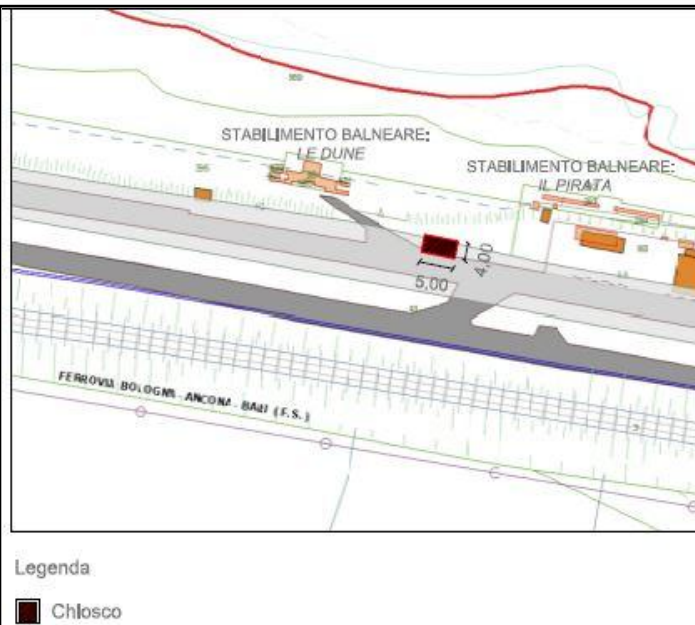 STABILIMENTO BALNEARE:
LE DUNE
STABILIMENTO BALNEARE:
IL PIRATA
5,00
4,00
FERROVIA BOLOGNA - ANCONA - BARI (F.S.)
Legenda
Chiosco